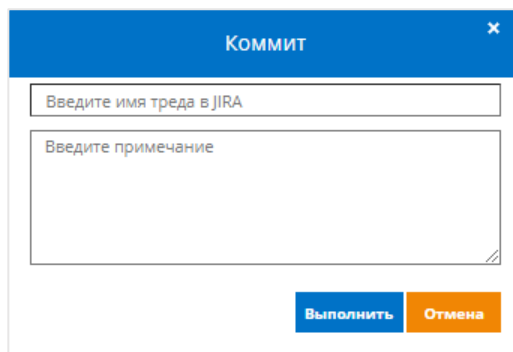 Коммит
Введите имя треда в JIRA
Введите примечание
Выполнить Отмена